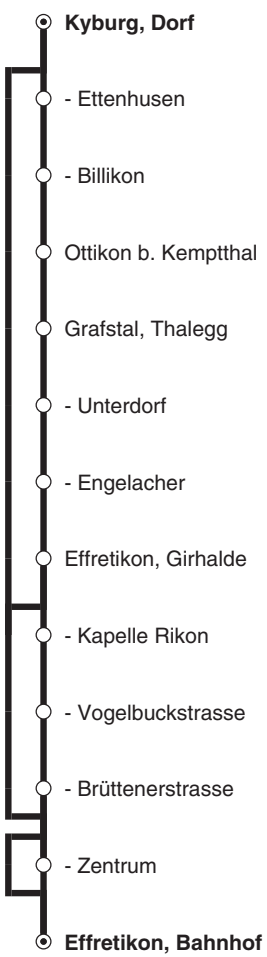 Kyburg, Dorf
- Ettenhusen
- Billikon
Ottikon b. Kemptthal
Grafstal, Thalegg
- Unterdorf
- Engelacher
Effretikon, Girhalde
- Kapelle Rikon
- Vogelbuckstrasse
- Brüttenerstrasse
- Zentrum
Effretikon, Bahnhof